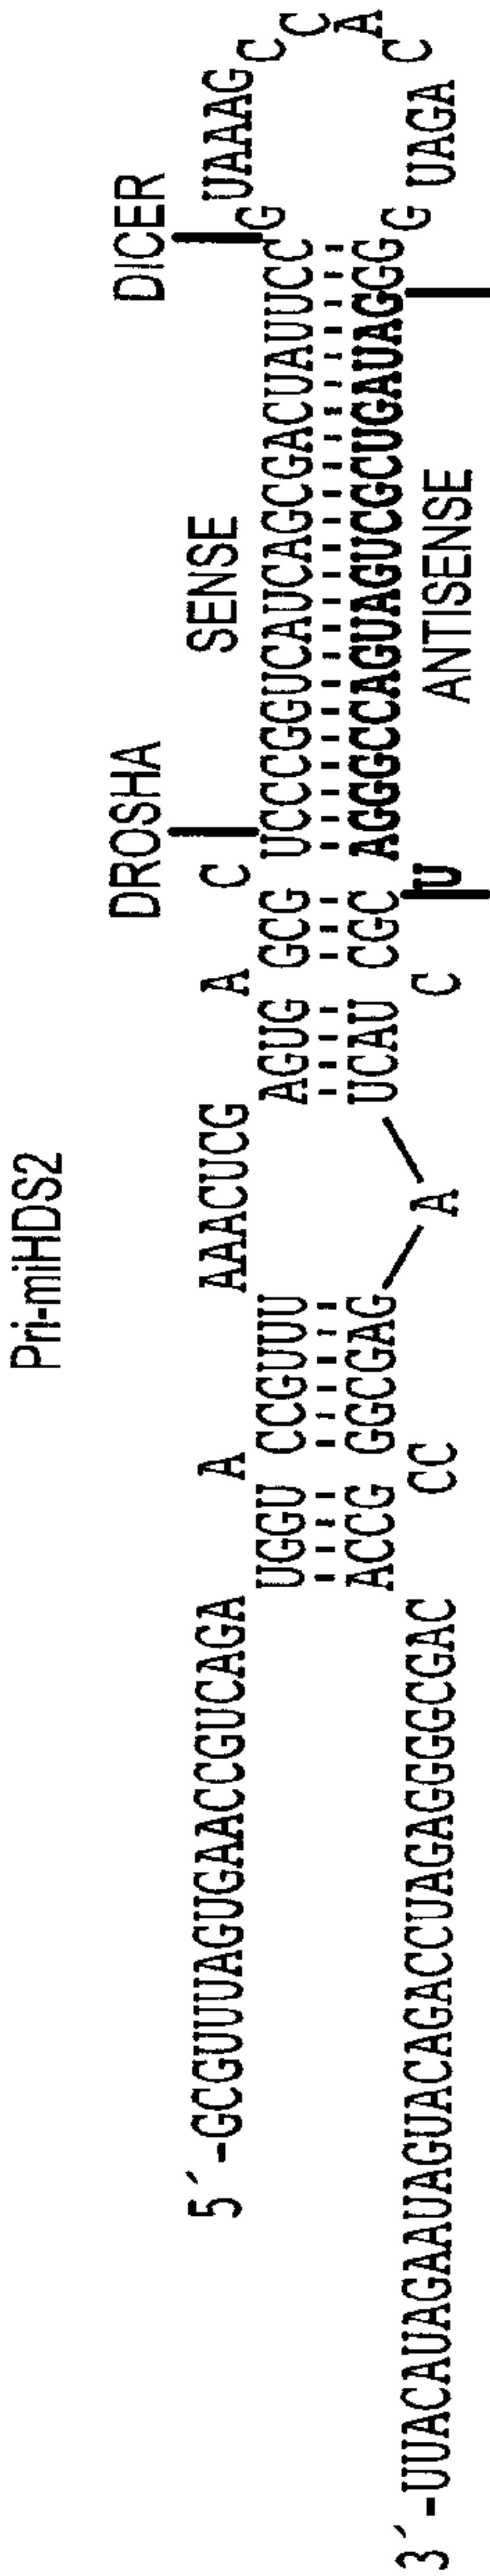 Pri-miHDS2
DROSHA DICER
SENSE
5´-GCGUUUAGUGAACCGUCAGA A AAACUCG A C UAAAG C C
UGGU CCGUUU AGUG GCG UCCCGGUCAUCAGCGACUAUUCC G A
ACCG GGCGAG UCAU CGC AGGGCCAGUAGUCGCUGAUAGGG G C
3´-UUACAUAGAAUAGUACAGACCUAGAGGGGCGAC CC A C U UAGA
ANTISENSE